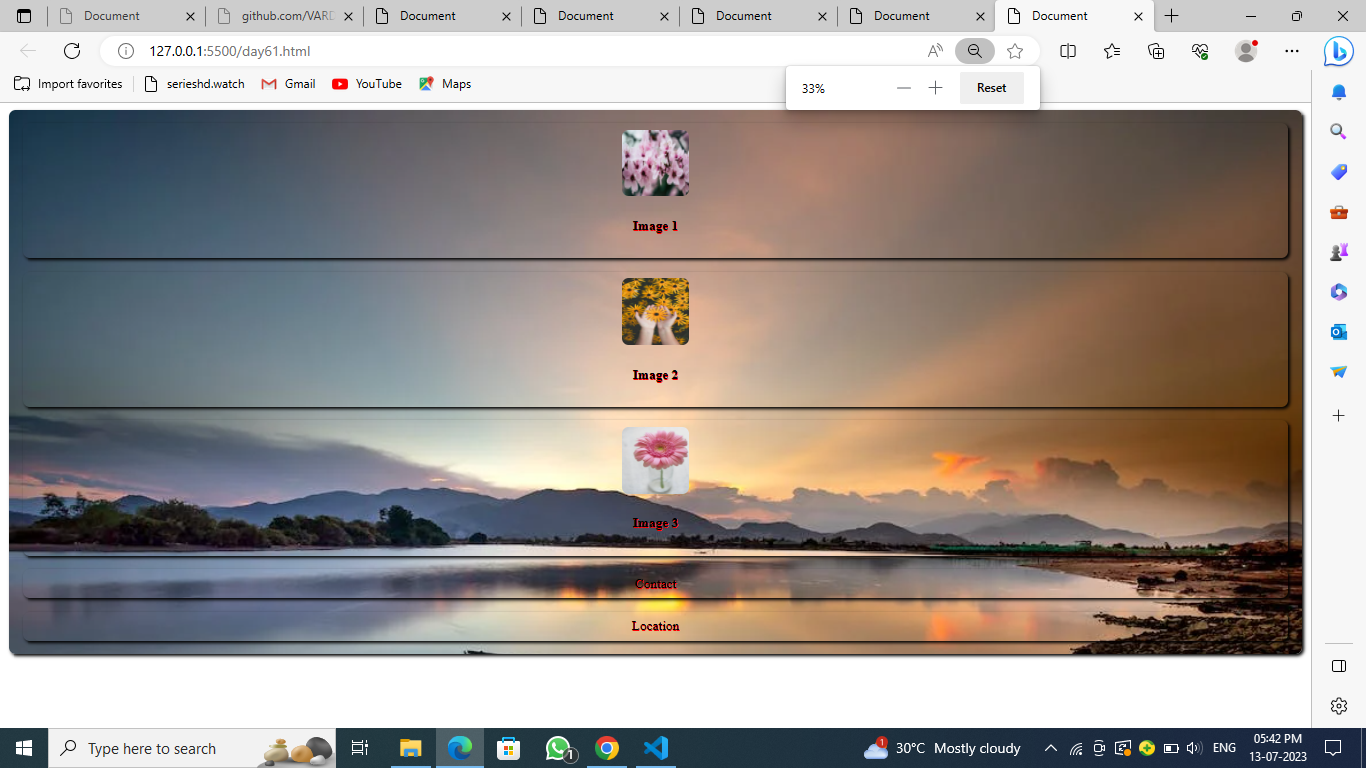 Document
github.com/VARD
Document
Document
Document
Document
Document
127.0.0.1:5500/day61.html
Import favorites
serieshd.watch
Gmail
YouTube
Maps
33%
Reset
Image 1
Image 2
Image 3
Contact
Location
Type here to search
1
1
30°C Mostly cloudy
ENG
05:42 PM
13-07-2023